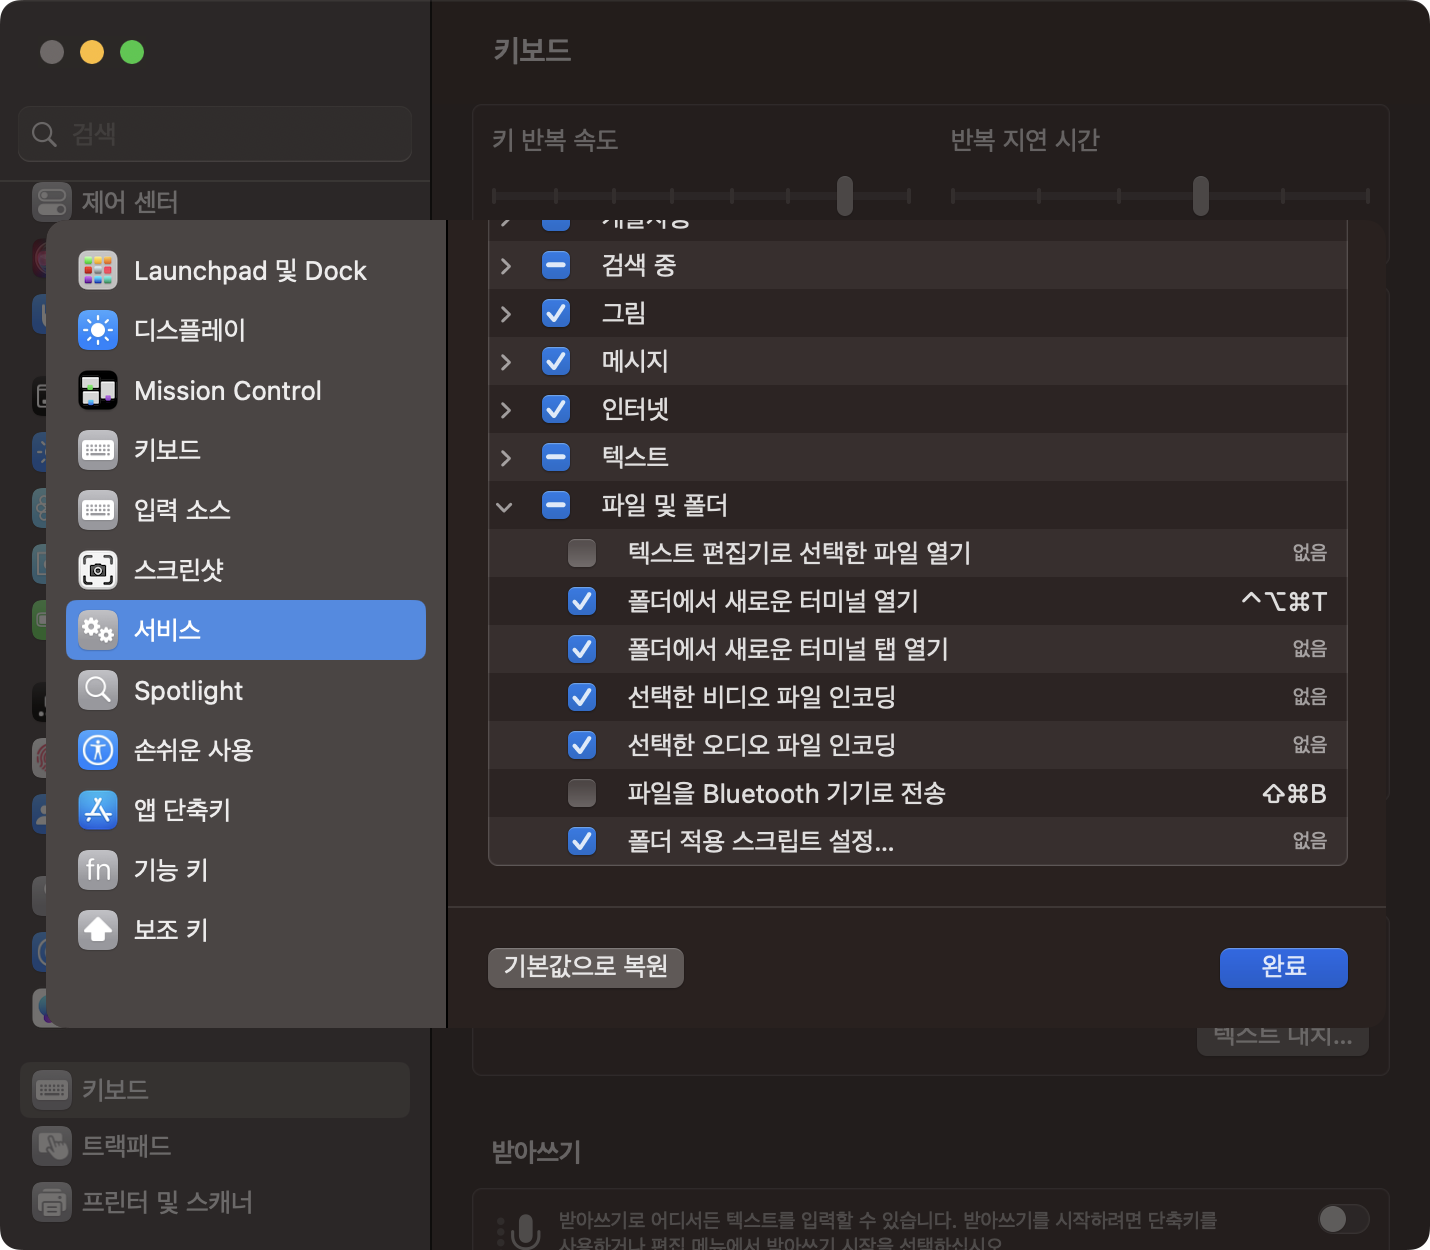 키보드
검색
키 반복 속도
반복 지연 시간
제어 센터
Launchpad 및 Dock
디스플레이
Mission Control
키보드
입력 소스
스크린샷
서비스
Spotlight
손쉬운 사용
앱 단축키
기능 키
보조 키
검색 중
그림
메시지
인터넷
텍스트
파일 및 폴더
텍스트 편집기로 선택한 파일 열기 없음
폴더에서 새로운 터미널 열기 ^⌥⌘T
폴더에서 새로운 터미널 탭 열기 없음
선택한 비디오 파일 인코딩 없음
선택한 오디오 파일 인코딩 없음
파일을 Bluetooth 기기로 전송 ⇧⌘B
폴더 적용 스크립트 설정... 없음
기본값으로 복원
완료
텍스트 대치...
키보드
트랙패드
프린터 및 스캐너
받아쓰기
받아쓰기로 어디서든 텍스트를 입력할 수 있습니다. 받아쓰기를 시작하려면 단축키를
사용하거나 편집 메뉴에서 받아쓰기 시작을 선택하십시오.